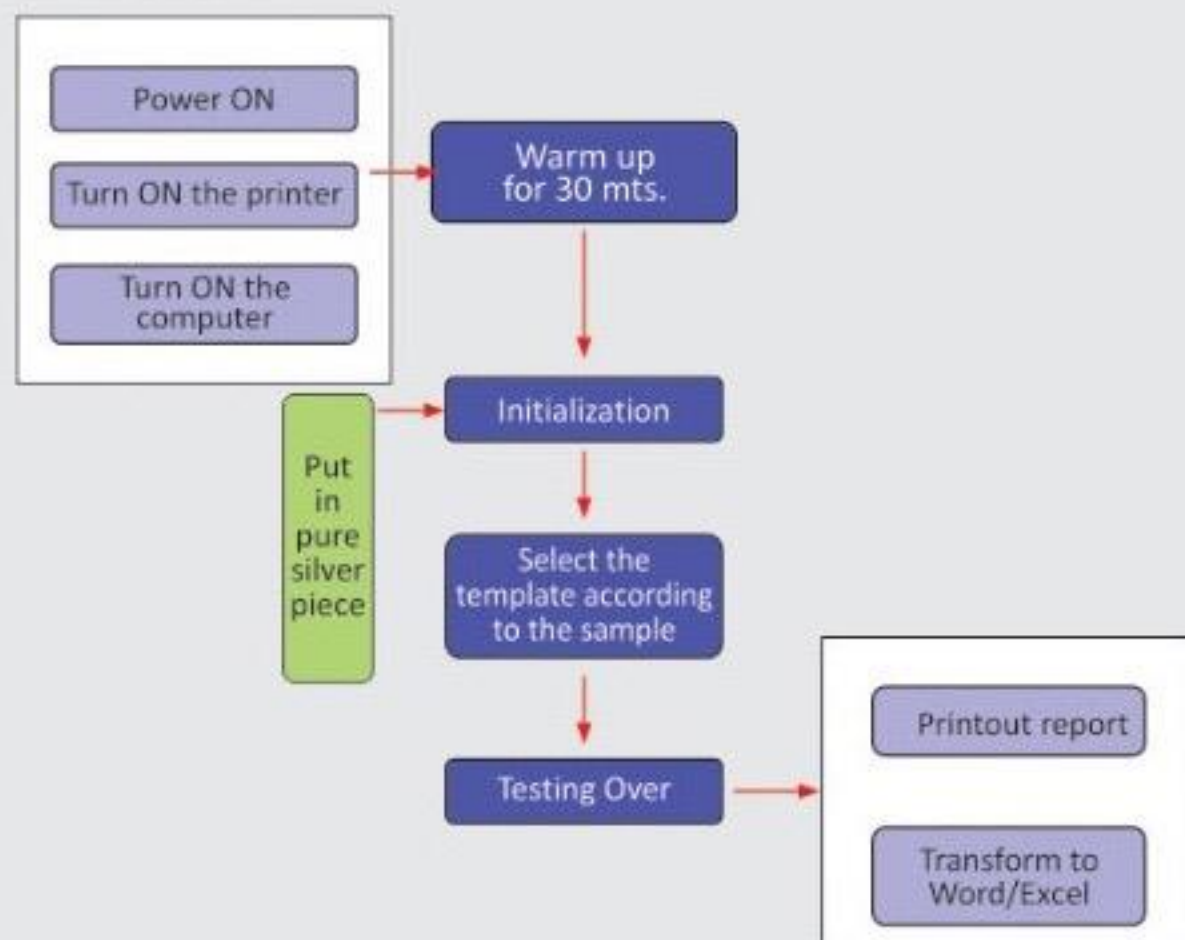 Power ON
Turn ON the printer
Turn ON the
computer
Warm up
for 30 mts.
Put
in
pure
silver
piece
Initialization
Select the
template according
to the sample
Testing Over
Printout report
Transform to
Word/Excel